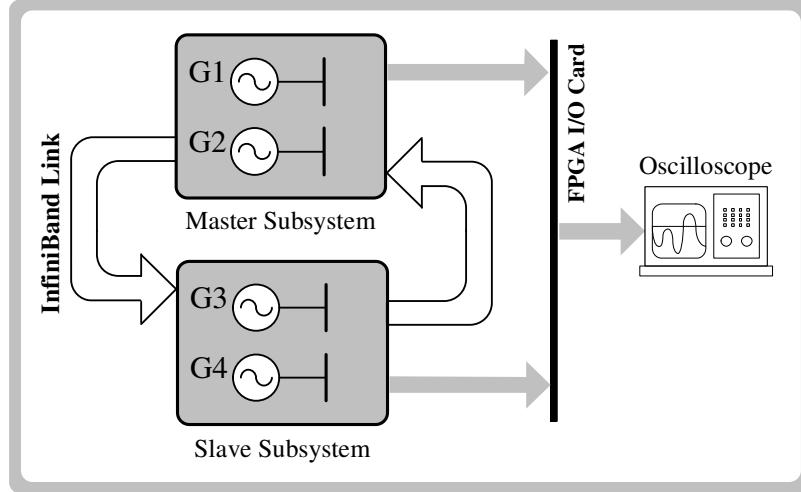 G1
G2
Master Subsystem
InfiniBand Link
G3
G4
Slave Subsystem
FPGA I/O Card
Oscilloscope